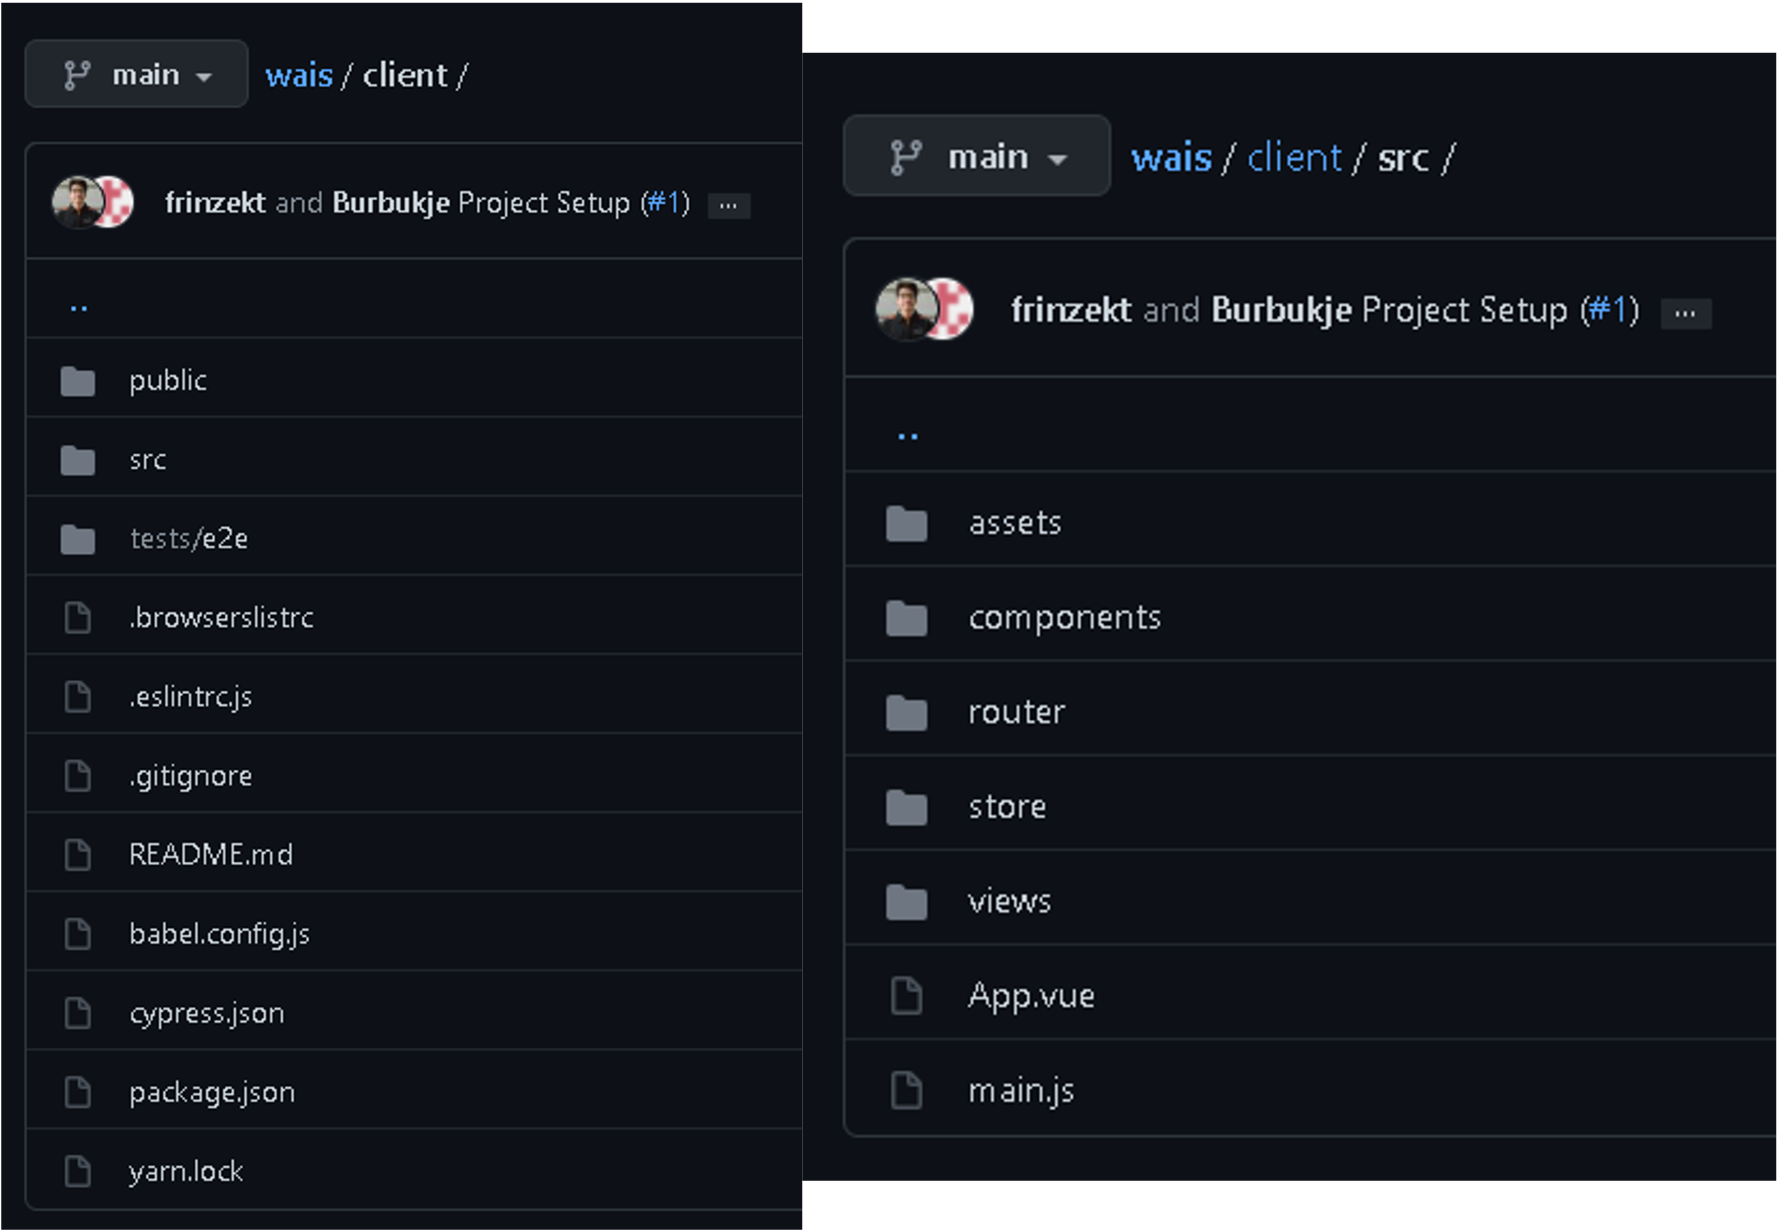 main
wais / client /
frinzekt and Burbukje Project Setup (#1) ...
..
public
src
tests/e2e
.browserslistrc
.eslintrc.js
.gitignore
README.md
babel.config.js
cypress.json
package.json
yarn.lock
main
wais / client / src /
frinzekt and Burbukje Project Setup (#1) ...
..
assets
components
router
store
views
App.vue
main.js